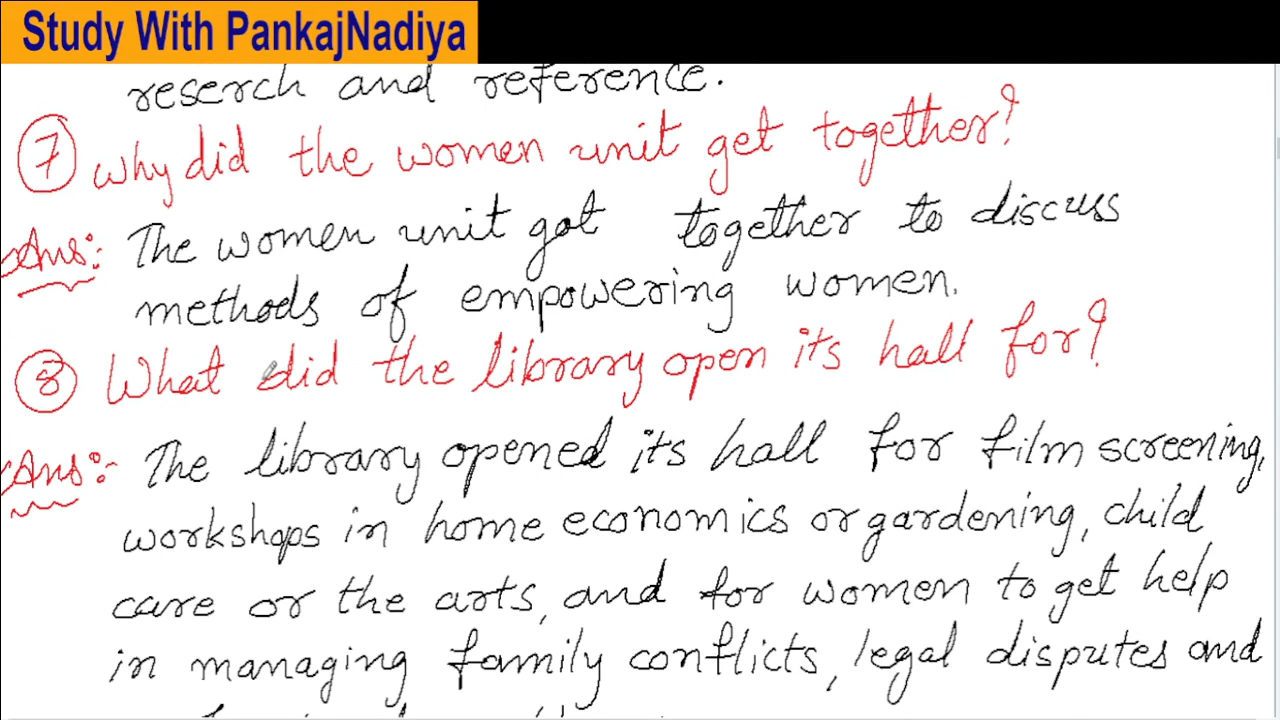 Study With PankajNadiya
reserch and reference.
7 Why did the women unit get together?
Ans: The women unit got together to discuss
methods of empowering women.
8 What did the library open its hall for?
Ans:- The library opened its hall for film screening,
workshops in home economics or gardening, child
care or the arts, and for women to get help
in managing family conflicts, legal disputes and